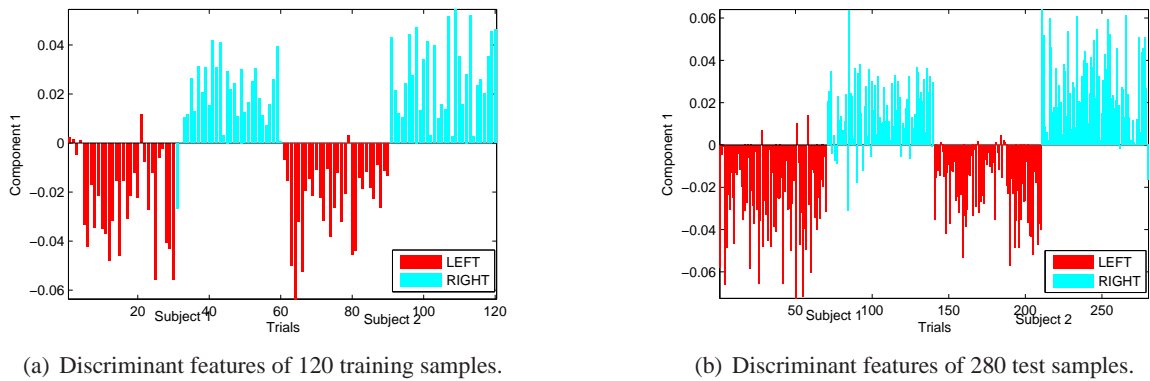 0.04
0.02
0
−0.02
−0.04
−0.06
Component 1
20 40 60 80 100 120
Subject 1 Subject 2
Trials
LEFT
RIGHT
(a) Discriminant features of 120 training samples.
0.06
0.04
0.02
0
−0.02
−0.04
−0.06
Component 1
50 100 150 200 250
Subject 1 Subject 2
Trials
LEFT
RIGHT
(b) Discriminant features of 280 test samples.